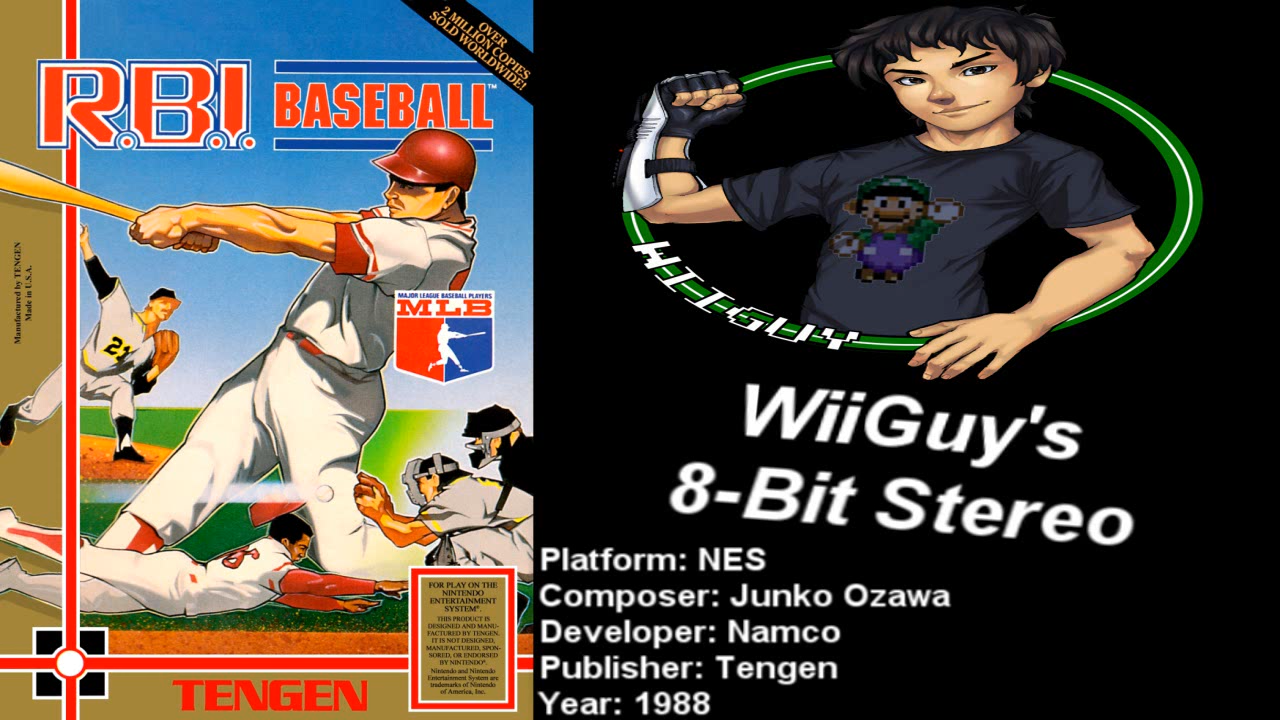 OVER
2 MILLION COPIES
SOLD WORLDWIDE!
R.B.I. BASEBALL™
Manufactured by TENGEN
Made in U.S.A.
MAJOR LEAGUE BASEBALL PLAYERS
MLB
21
FOR PLAY ON THE
NINTENDO
ENTERTAINMENT
SYSTEM®.
THIS PRODUCT IS
DESIGNED AND MANU-
FACTURED BY TENGEN.
IT IS NOT DESIGNED,
MANUFACTURED, SPON-
SORED, OR ENDORSED
BY NINTENDO®.
Nintendo and Nintendo
Entertainment System are
trademarks of Nintendo
of America, Inc.
TENGEN
WIIGUY
WiiGuy's
8-Bit Stereo
Platform: NES
Composer: Junko Ozawa
Developer: Namco
Publisher: Tengen
Year: 1988